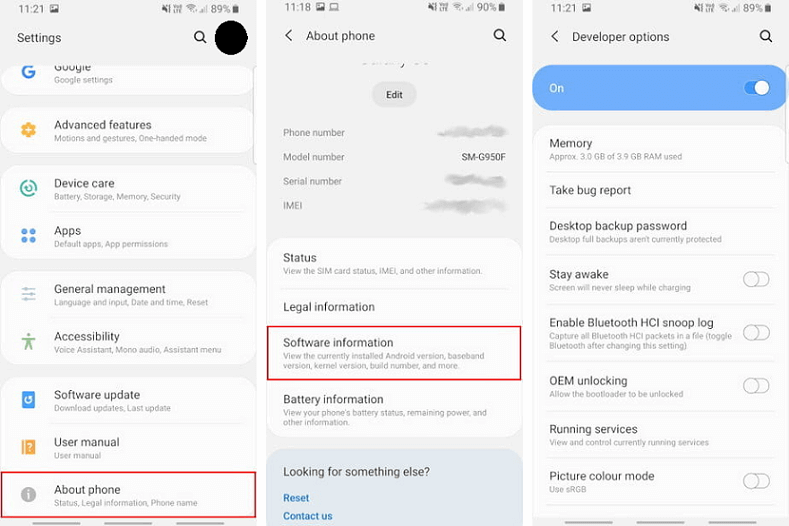 11:21
89%
Settings
Google
Google settings
Advanced features
Motions and gestures, One-handed mode
Device care
Battery, Storage, Memory, Security
Apps
Default apps, App permissions
General management
Language and input, Date and time, Reset
Accessibility
Voice Assistant, Mono audio, Assistant menu
Software update
Download updates, Last update
User manual
User manual
About phone
Status, Legal information, Phone name
11:18
90%
About phone
Edit
Phone number
Model number SM-G950F
Serial number
IMEI
Status
View the SIM card status, IMEI, and other information.
Legal information
Software information
View the currently installed Android version, baseband
version, kernel version, build number, and more.
Battery information
View your phone's battery status, remaining power, and
other information.
Looking for something else?
Reset
Contact us
11:21
89%
Developer options
On
Memory
Approx. 3.0 GB of 3.9 GB RAM used
Take bug report
Desktop backup password
Desktop full backups aren't currently protected
Stay awake
Screen will never sleep while charging
Enable Bluetooth HCI snoop log
Capture all Bluetooth HCI packets in a file (toggle
Bluetooth after changing this setting)
OEM unlocking
Allow the bootloader to be unlocked
Running services
View and control currently running services
Picture colour mode
Use sRGB